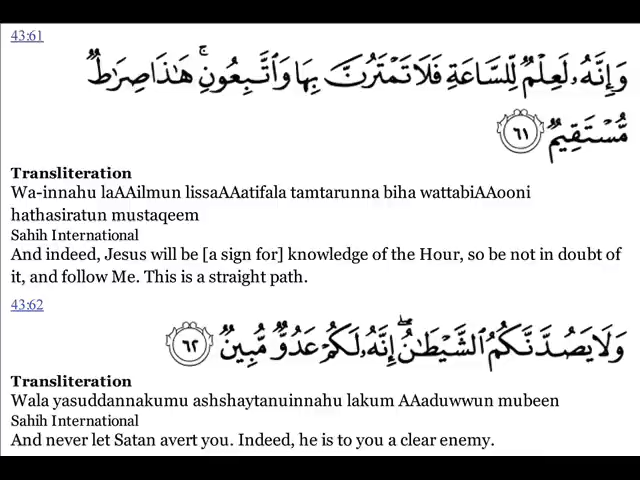 43:61
وَإِنَّهُۥ لَعِلْمٌ لِّلسَّاعَةِ فَلَا تَمْتَرُنَّ بِهَا وَٱتَّبِعُونِ ۚ هَـٰذَا صِرَٰطٌ
مُّسْتَقِيمٌ ٦١
Transliteration
Wa-innahu laAAilmun lissaAAatifala tamtarunna biha wattabiAAooni
hathasiratun mustaqeem
Sahih International
And indeed, Jesus will be [a sign for] knowledge of the Hour, so be not in doubt of
it, and follow Me. This is a straight path.
43:62
وَلَا يَصُدَّنَّكُمُ ٱلشَّيْطَـٰنُ ۖ إِنَّهُۥ لَكُمْ عَدُوٌّ مُّبِينٌ ٦٢
Transliteration
Wala yasuddannakumu ashshaytanuinnahu lakum AAaduwwun mubeen
Sahih International
And never let Satan avert you. Indeed, he is to you a clear enemy.